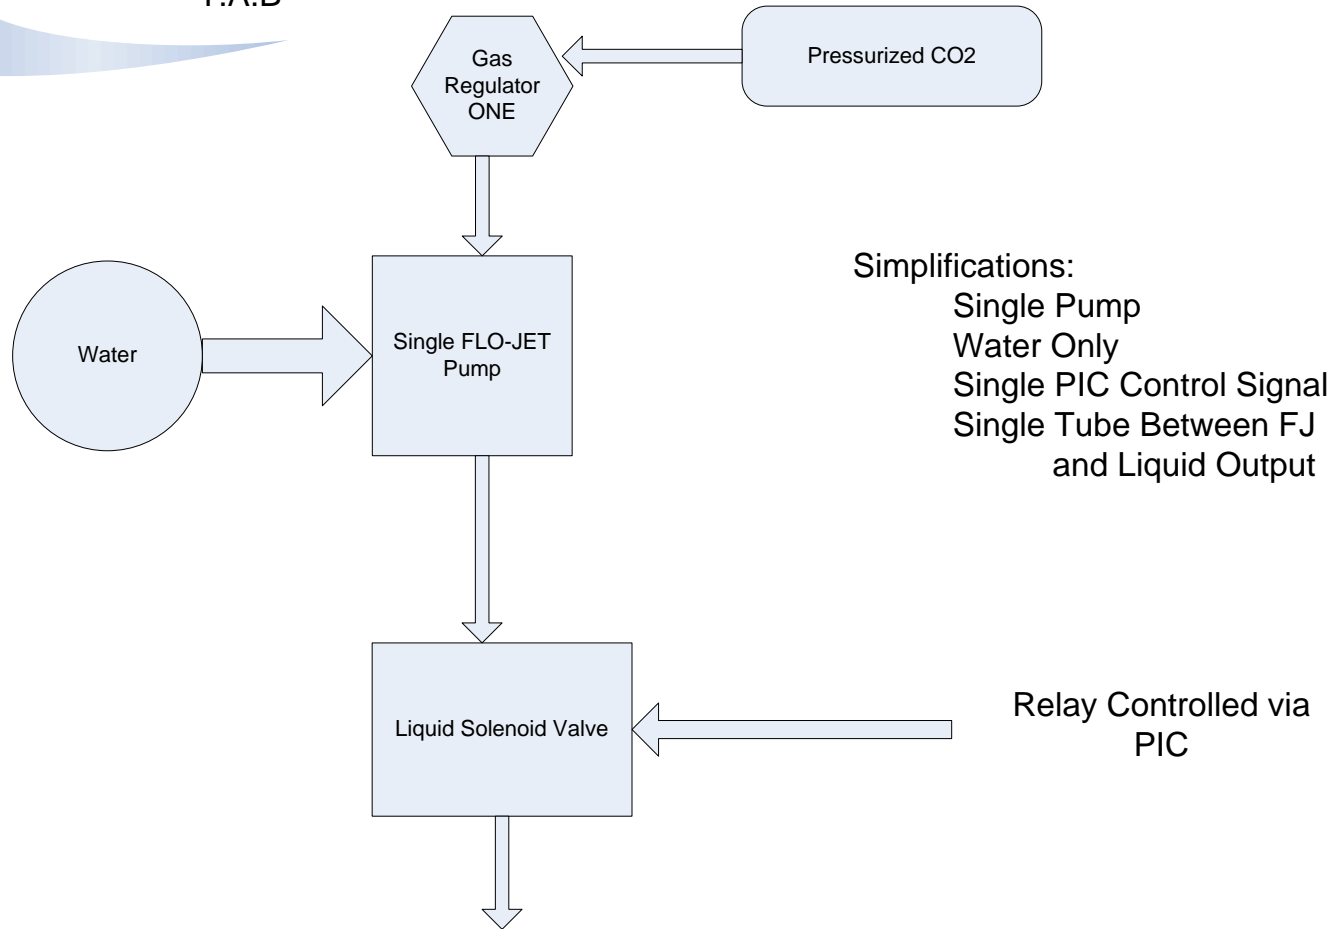 Gas
Regulator
ONE
Pressurized CO2
Water
Single FLO-JET
Pump
Simplifications:
Single Pump
Water Only
Single PIC Control Signal
Single Tube Between FJ
and Liquid Output
Liquid Solenoid Valve
Relay Controlled via
PIC